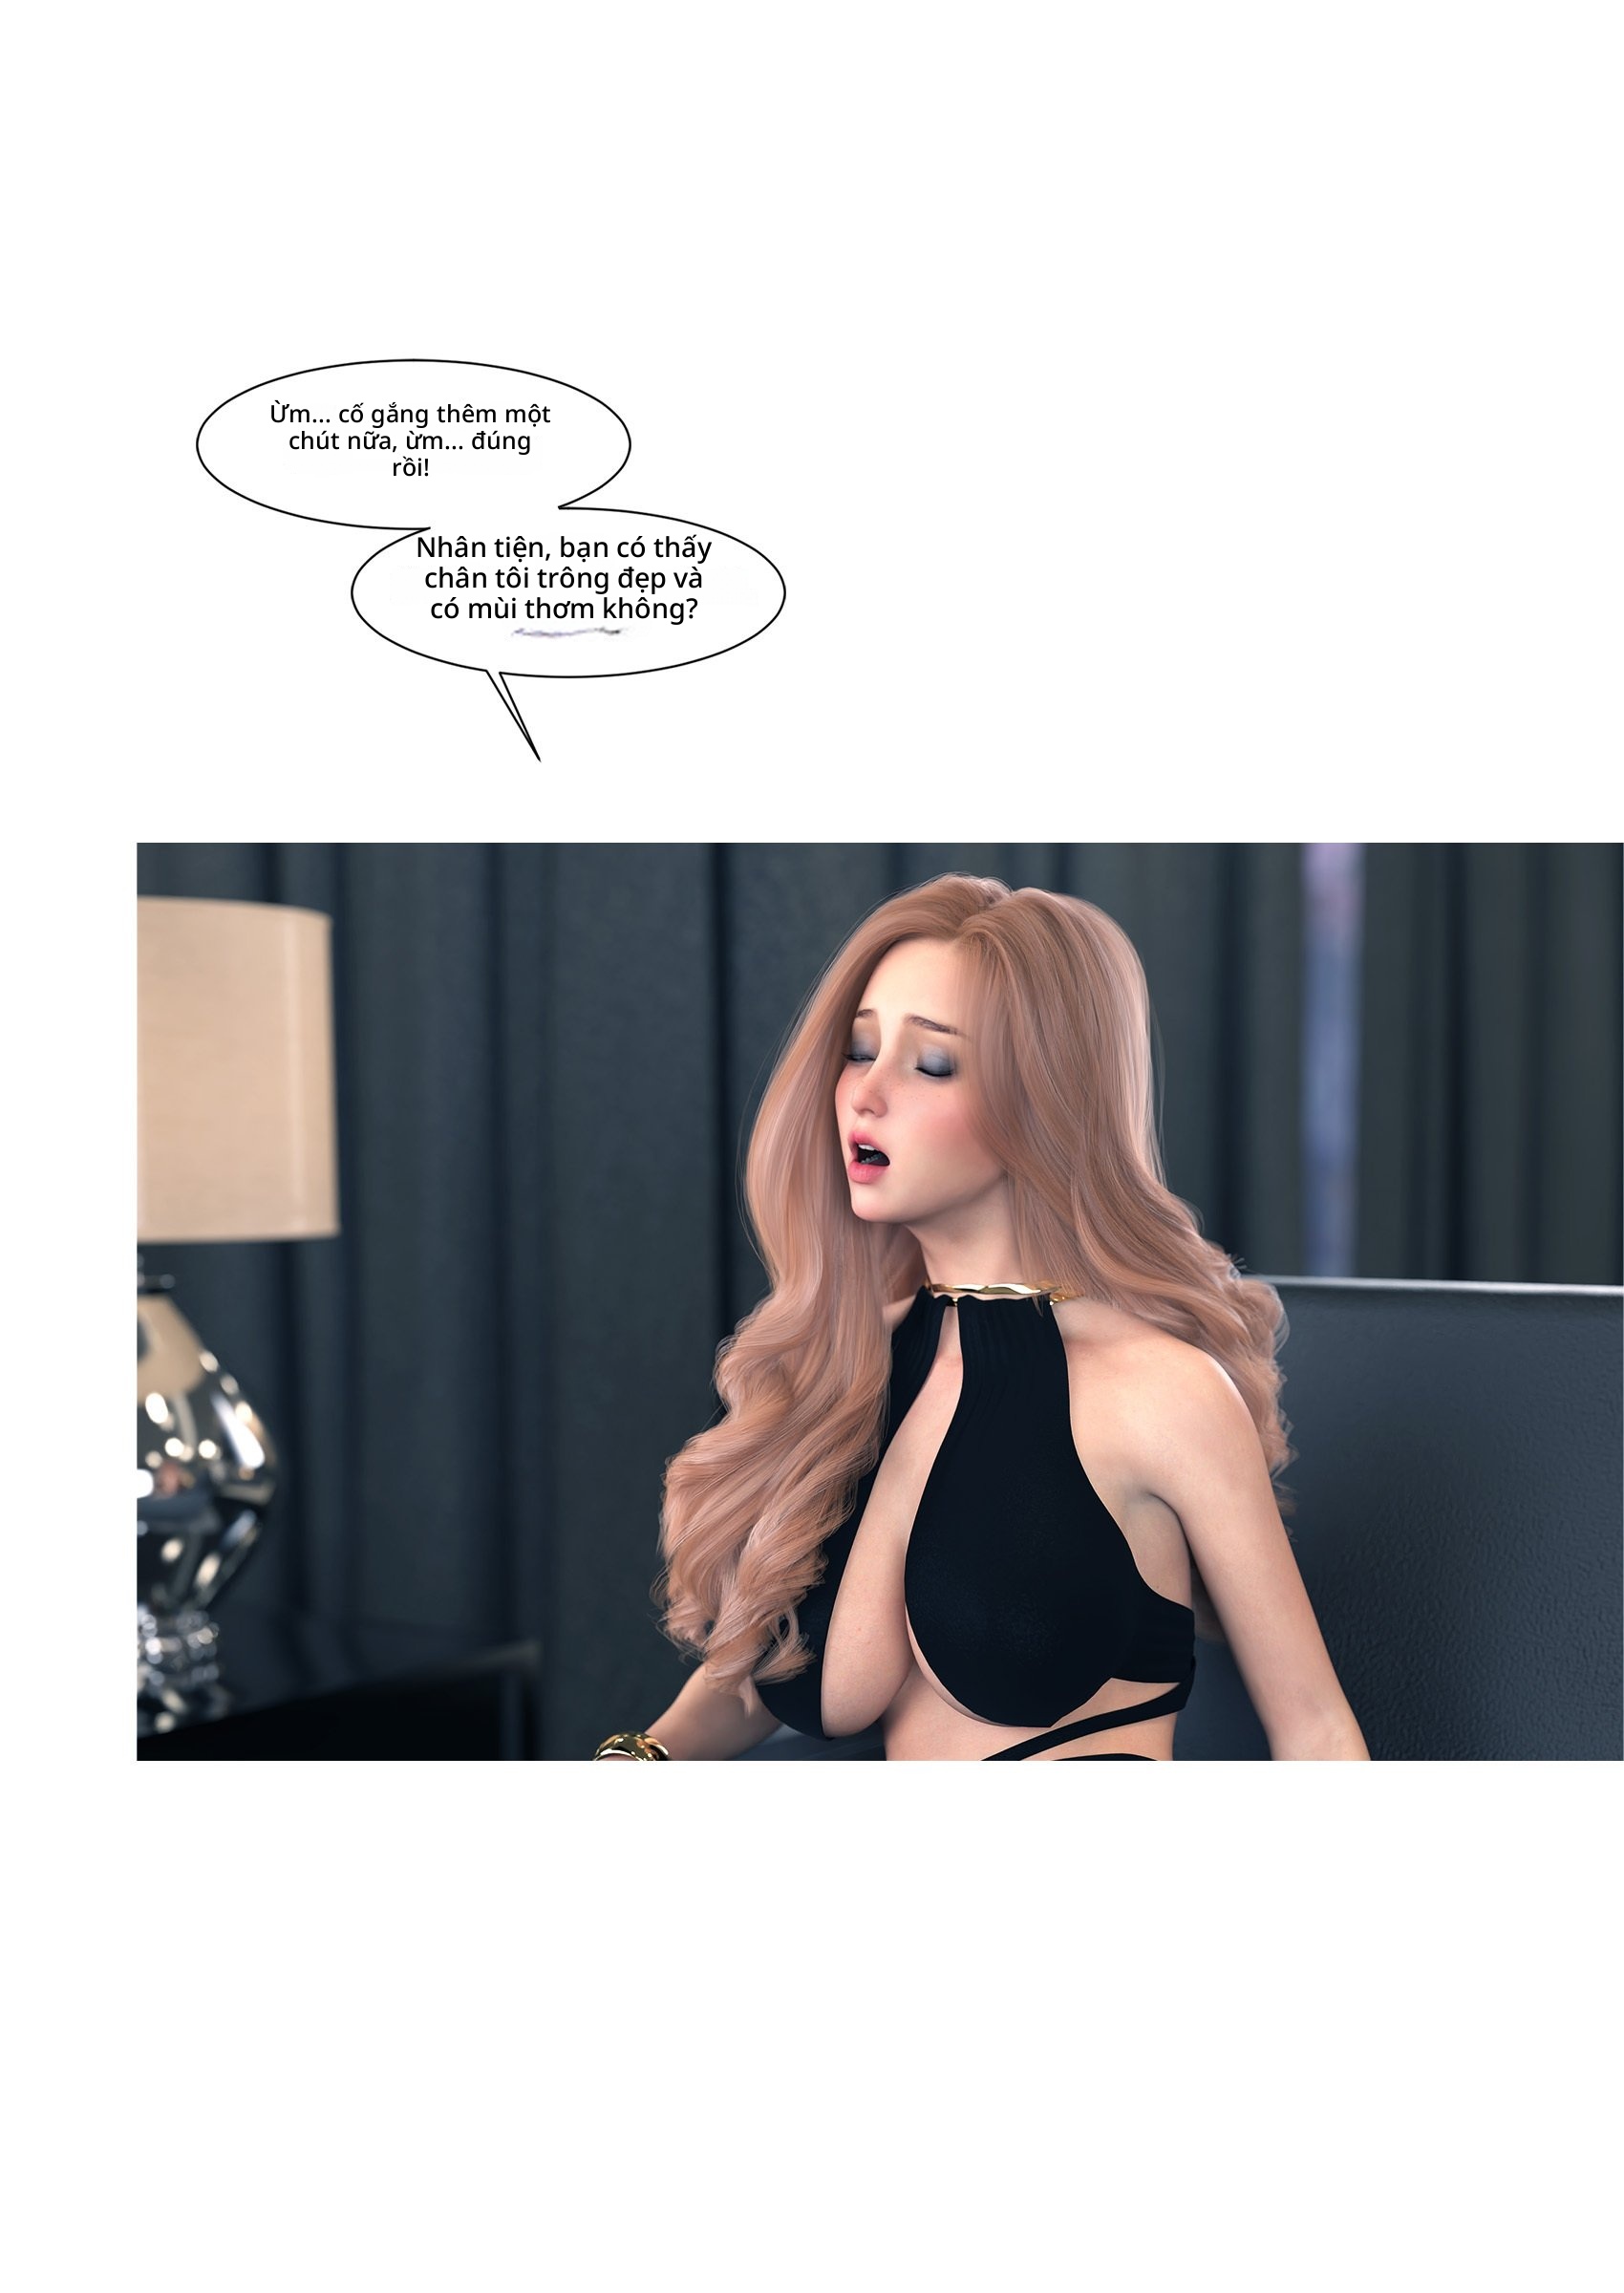 Ừm... cố gắng thêm một
chút nữa, ừm... đúng
rồi!
Nhân tiện, bạn có thấy
chân tôi trông đẹp và
có mùi thơm không?